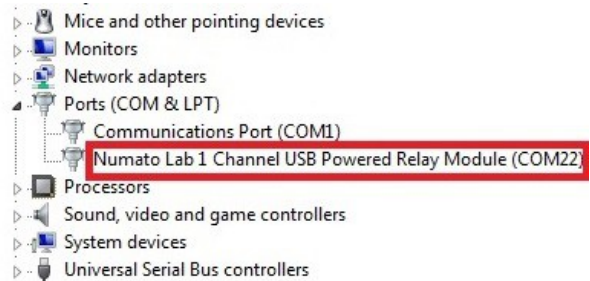 Mice and other pointing devices
Monitors
Network adapters
Ports (COM & LPT)
Communications Port (COM1)
Numato Lab 1 Channel USB Powered Relay Module (COM22)
Processors
Sound, video and game controllers
System devices
Universal Serial Bus controllers